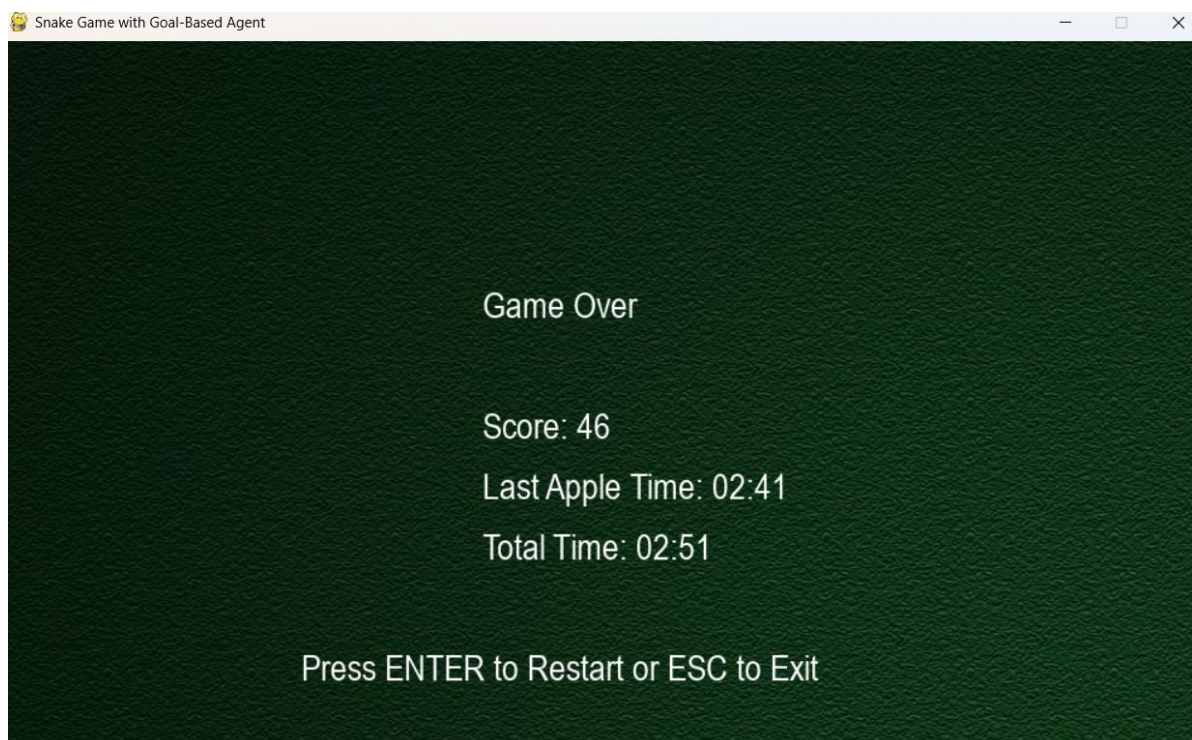 Snake Game with Goal-Based Agent
Game Over
Score: 46
Last Apple Time: 02:41
Total Time: 02:51
Press ENTER to Restart or ESC to Exit